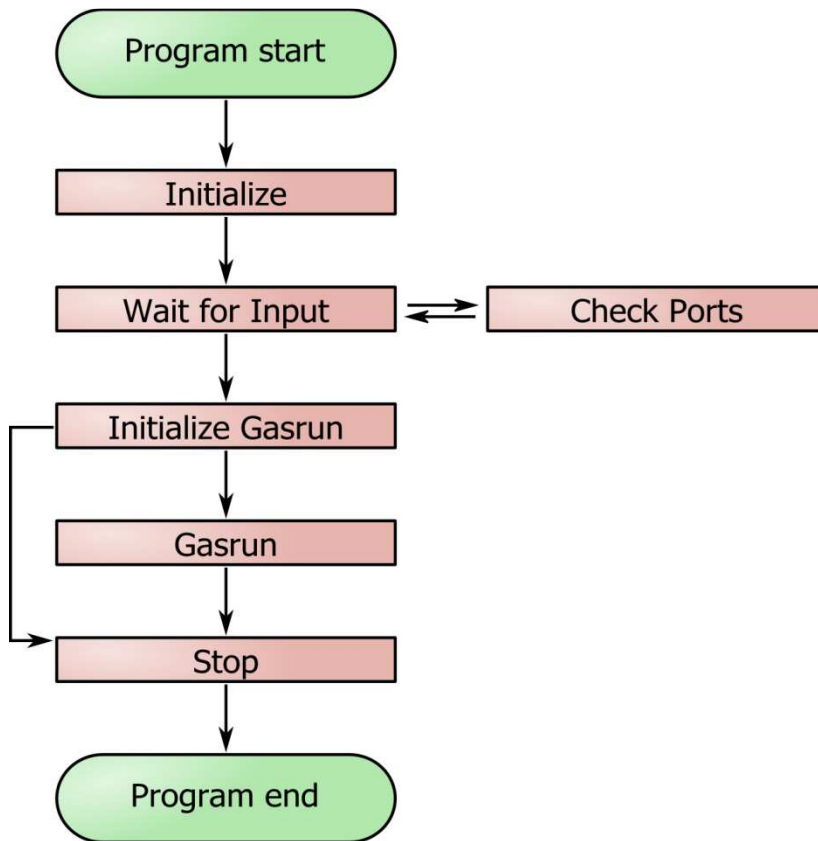 Program start
Initialize
Wait for Input
Check Ports
Initialize Gasrun
Gasrun
Stop
Program end